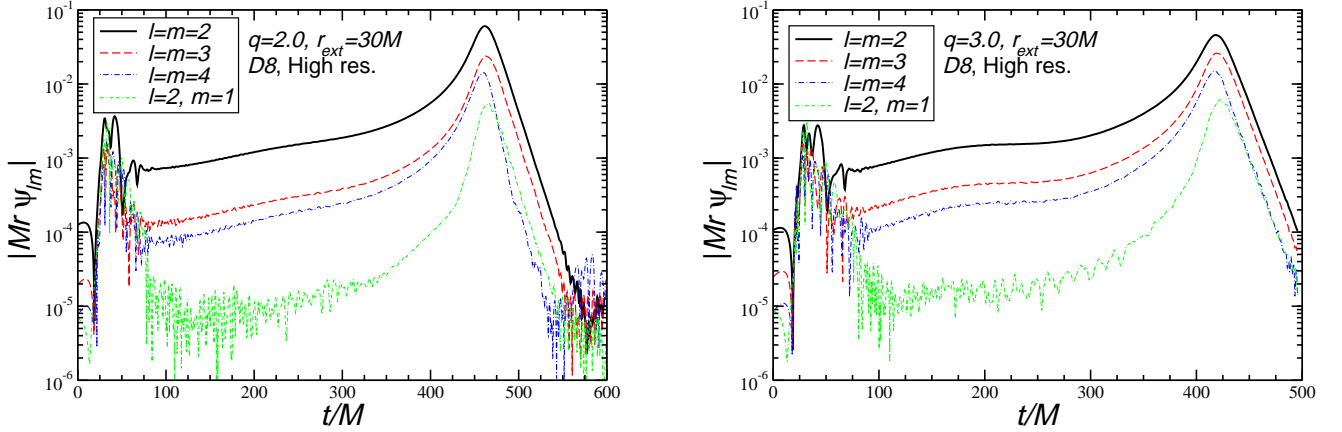 l=m=2
l=m=3
l=m=4
l=2, m=1
q=2.0, r_ext=30M
D8, High res.
|Mr ψ_lm|
10^-1
10^-2
10^-3
10^-4
10^-5
10^-6
0 100 200 300 400 500 600
t/M
l=m=2
l=m=3
l=m=4
l=2, m=1
q=3.0, r_ext=30M
D8, High res.
|Mr ψ_lm|
10^-1
10^-2
10^-3
10^-4
10^-5
10^-6
0 100 200 300 400 500
t/M